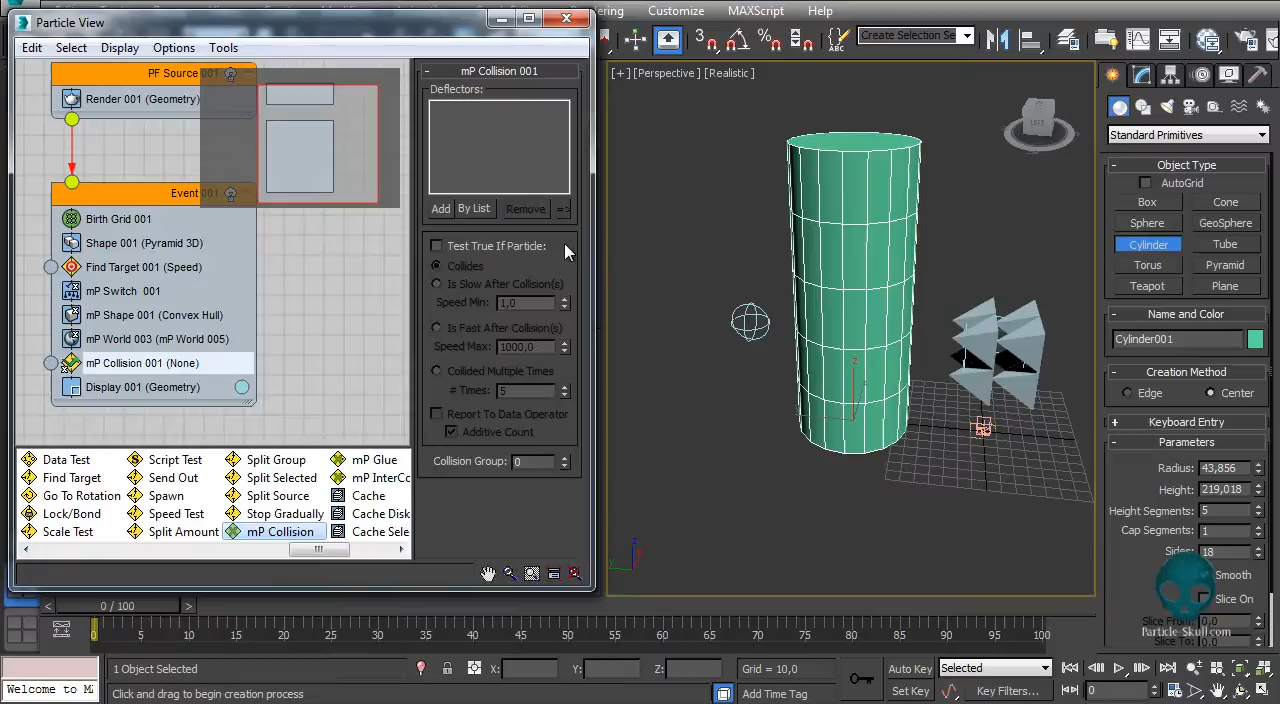 Particle View
Edit Select Display Options Tools
PF Source 001
Render 001 (Geometry)
Event 001
Birth Grid 001
Shape 001 (Pyramid 3D)
Find Target 001 (Speed)
mP Switch 001
mP Shape 001 (Convex Hull)
mP World 003 (mP World 005)
mP Collision 001 (None)
Display 001 (Geometry)
Data Test Script Test Split Group mP Glue
Find Target Send Out Split Selected mP InterCo
Go To Rotation Spawn Split Source Cache
Lock/Bond Speed Test Stop Gradually Cache Disk
Scale Test Split Amount mP Collision Cache Sele
mP Collision 001
Deflectors:
Add By List Remove =>
Test True If Particle:
Collides
Is Slow After Collision(s)
Speed Min: 1,0
Is Fast After Collision(s)
Speed Max: 1000,0
Collided Multiple Times
# Times: 5
Report To Data Operator
Additive Count
Collision Group: 0
Customize MAXScript Help
3 % ABC Create Selection Se
[+] [Perspective] [Realistic]
LEFT
z
Standard Primitives
- Object Type
AutoGrid
Box Cone
Sphere GeoSphere
Cylinder Tube
Torus Pyramid
Teapot Plane
- Name and Color
Cylinder001
- Creation Method
Edge Center
+ Keyboard Entry
- Parameters
Radius: 43,856
Height: 219,018
Height Segments: 5
Cap Segments: 1
Sides: 18
Smooth
Slice On
Slice From: 0,0
Slice To: 0,0
Particle-Skull.com
< 0 / 100 >
0 5 10 15 20 25 30 35 40 45 50 55 60 65 70 75 80 85 90 95 100
1 Object Selected X: Y: Z: Grid = 10,0 Auto Key Selected
Welcome to MA Click and drag to begin creation process Add Time Tag Set Key Key Filters... 0